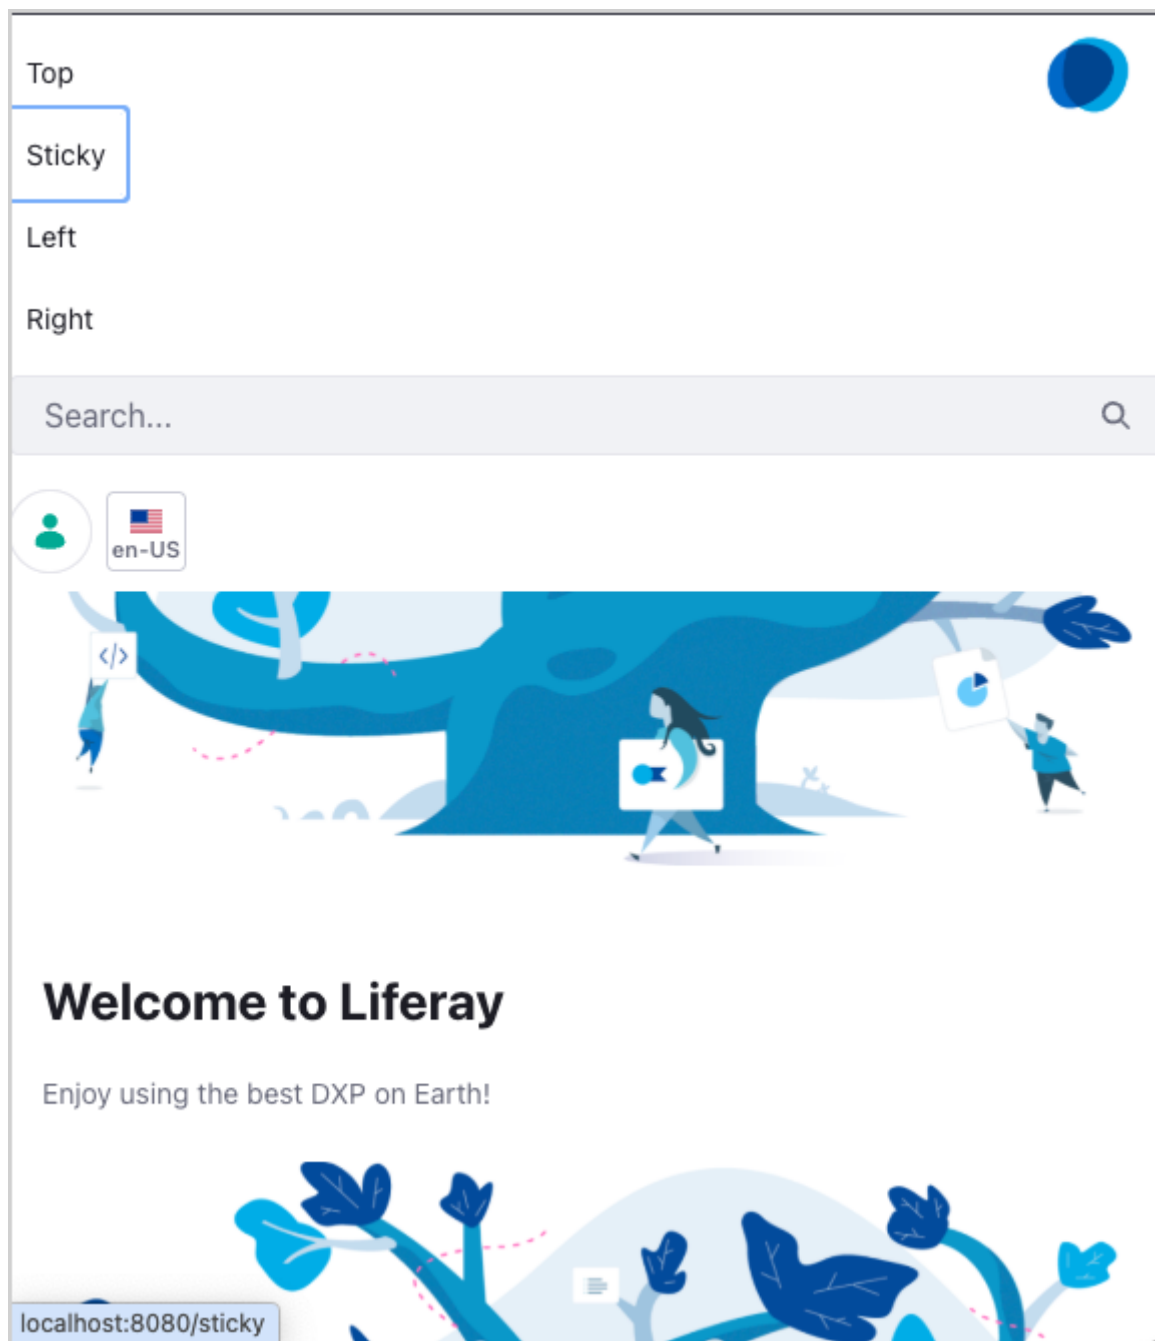 Top
Sticky
Left
Right
Search...
en-US
</>
Welcome to Liferay
Enjoy using the best DXP on Earth!
localhost:8080/sticky